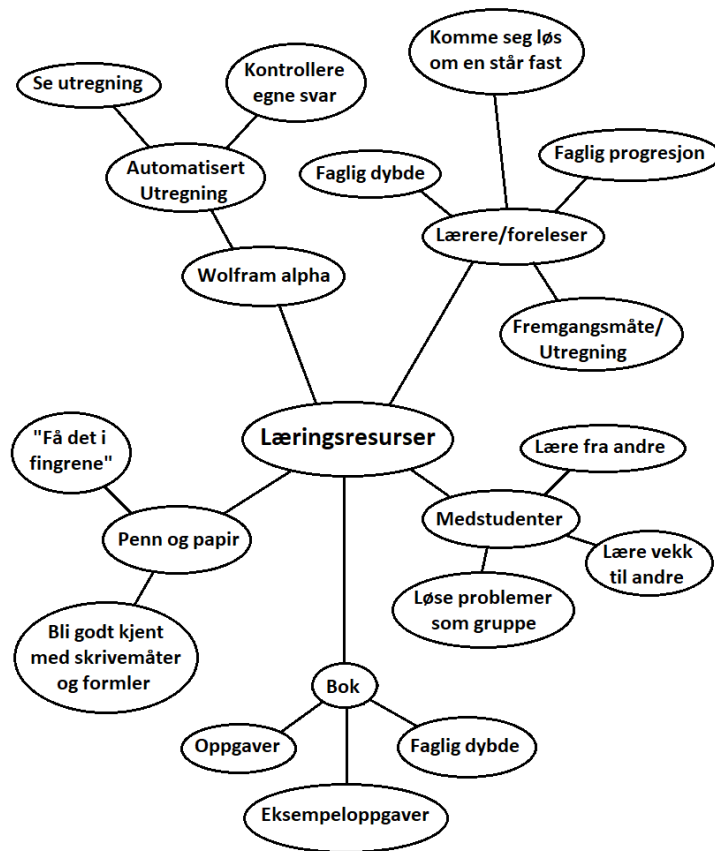 Komme seg løs
om en står fast
Se utregning
Kontrollere
egne svar
Automatisert
Utregning
Faglig dybde
Faglig progresjon
Lærere/foreleser
Wolfram alpha
Fremgangsmåte/
Utregning
Læringsresurser
"Få det i
fingrene"
Lære fra andre
Penn og papir
Medstudenter
Lære vekk
til andre
Løse problemer
som gruppe
Bli godt kjent
med skrivemåter
og formler
Bok
Oppgaver
Faglig dybde
Eksempeloppgaver